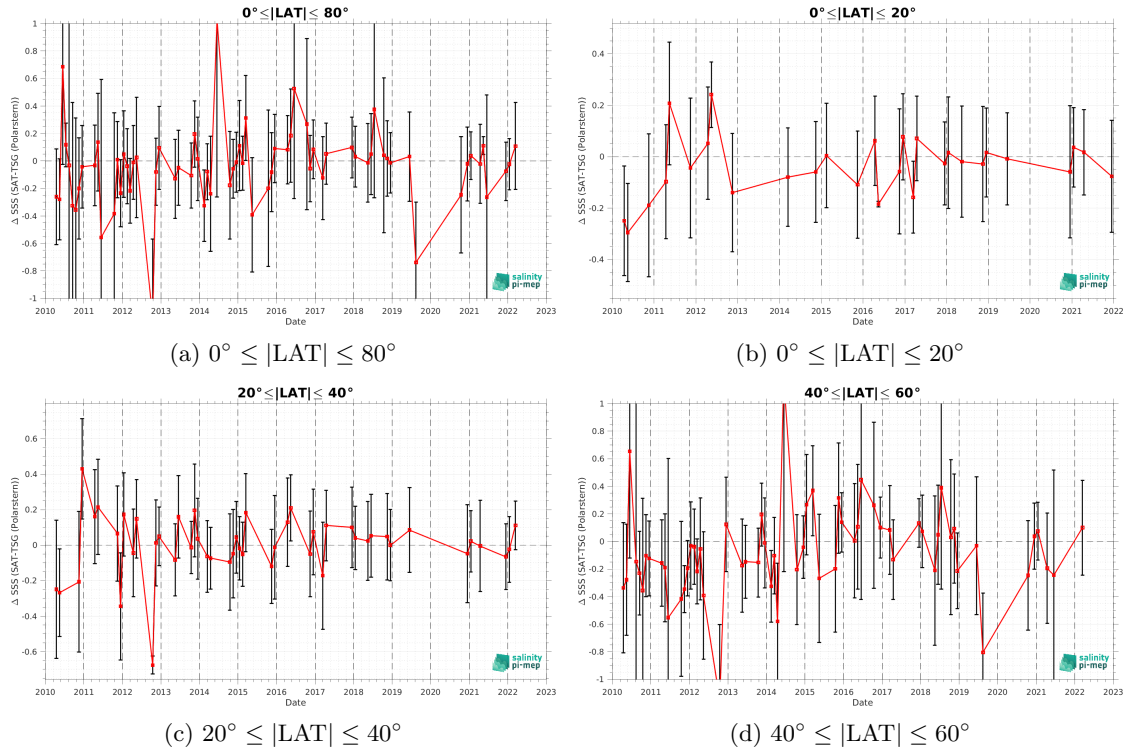 0°≤|LAT|≤ 80°
Δ SSS (SAT-TSG (Polarstern))
1
0.8
0.6
0.4
0.2
0
-0.2
-0.4
-0.6
-0.8
-1
2010 2011 2012 2013 2014 2015 2016 2017 2018 2019 2020 2021 2022 2023
Date
salinity
pi-mep
(a) 0° ≤ |LAT| ≤ 80°
0°≤|LAT|≤ 20°
Δ SSS (SAT-TSG (Polarstern))
0.4
0.2
0
-0.2
-0.4
2010 2011 2012 2013 2014 2015 2016 2017 2018 2019 2020 2021 2022
Date
salinity
pi-mep
(b) 0° ≤ |LAT| ≤ 20°
20°≤|LAT|≤ 40°
Δ SSS (SAT-TSG (Polarstern))
0.6
0.4
0.2
0
-0.2
-0.4
-0.6
2010 2011 2012 2013 2014 2015 2016 2017 2018 2019 2020 2021 2022 2023
Date
salinity
pi-mep
(c) 20° ≤ |LAT| ≤ 40°
40°≤|LAT|≤ 60°
Δ SSS (SAT-TSG (Polarstern))
1
0.8
0.6
0.4
0.2
0
-0.2
-0.4
-0.6
-0.8
-1
2010 2011 2012 2013 2014 2015 2016 2017 2018 2019 2020 2021 2022 2023
Date
salinity
pi-mep
(d) 40° ≤ |LAT| ≤ 60°